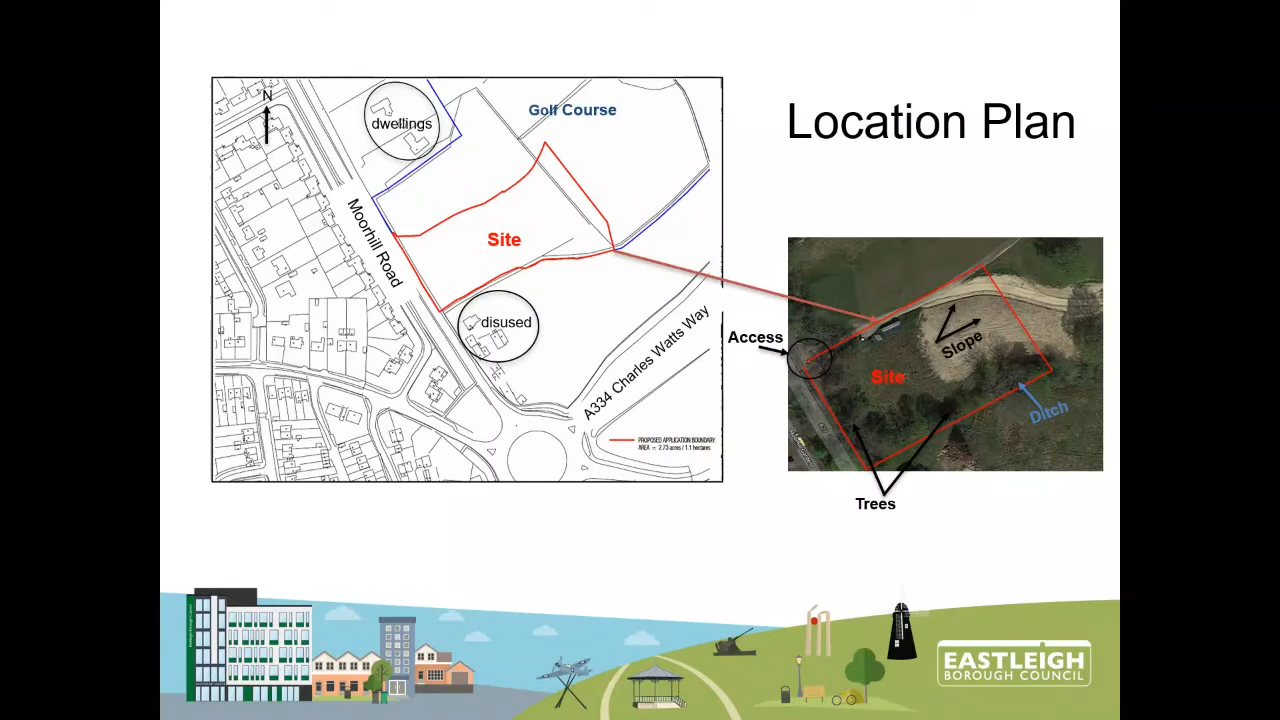 Location Plan
N
dwellings
Golf Course
Moorhill Road
Site
disused
A334 Charles Watts Way
PROPOSED APPLICATION BOUNDARY
AREA = 2.73 acres / 1.1 hectares
Access
Slope
Site
Ditch
Trees
EASTLEIGH
BOROUGH COUNCIL